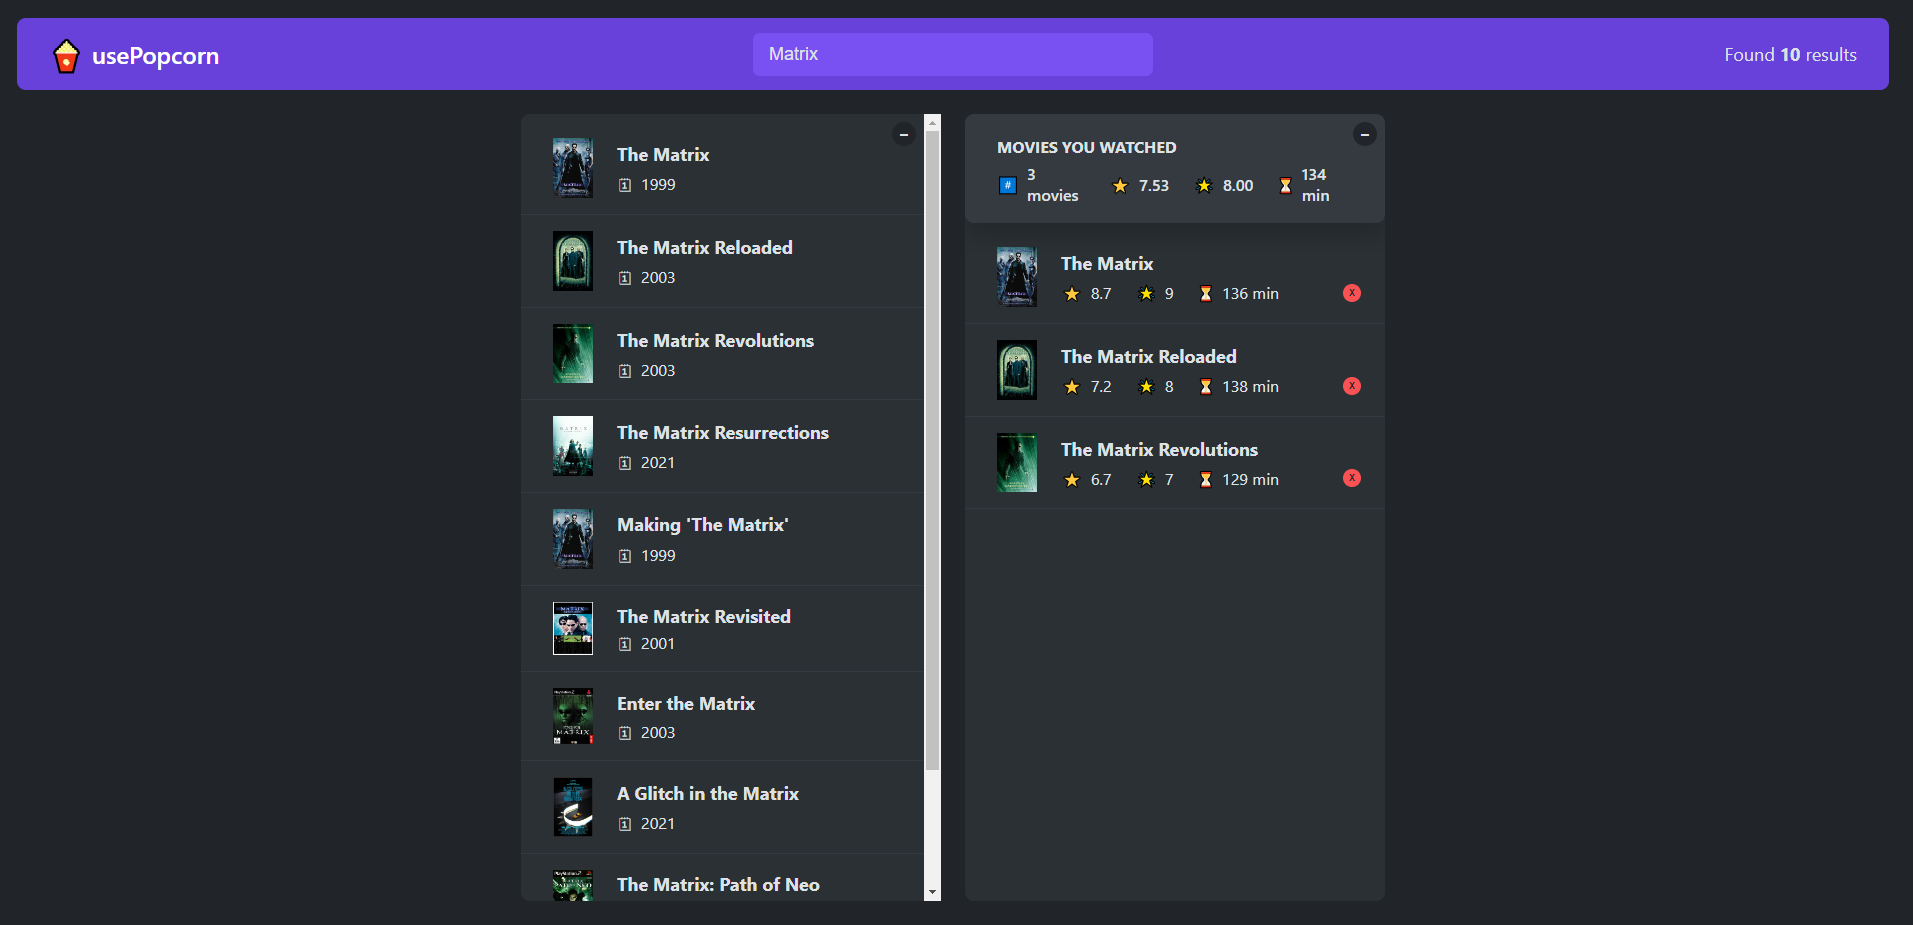 usePopcorn
Matrix
Found 10 results
The Matrix
1999
The Matrix Reloaded
2003
The Matrix Revolutions
2003
The Matrix Resurrections
2021
Making 'The Matrix'
1999
The Matrix Revisited
2001
Enter the Matrix
2003
A Glitch in the Matrix
2021
The Matrix: Path of Neo
MOVIES YOU WATCHED
# 3 movies 7.53 8.00 134 min
The Matrix
8.7 9 136 min X
The Matrix Reloaded
7.2 8 138 min X
The Matrix Revolutions
6.7 7 129 min X